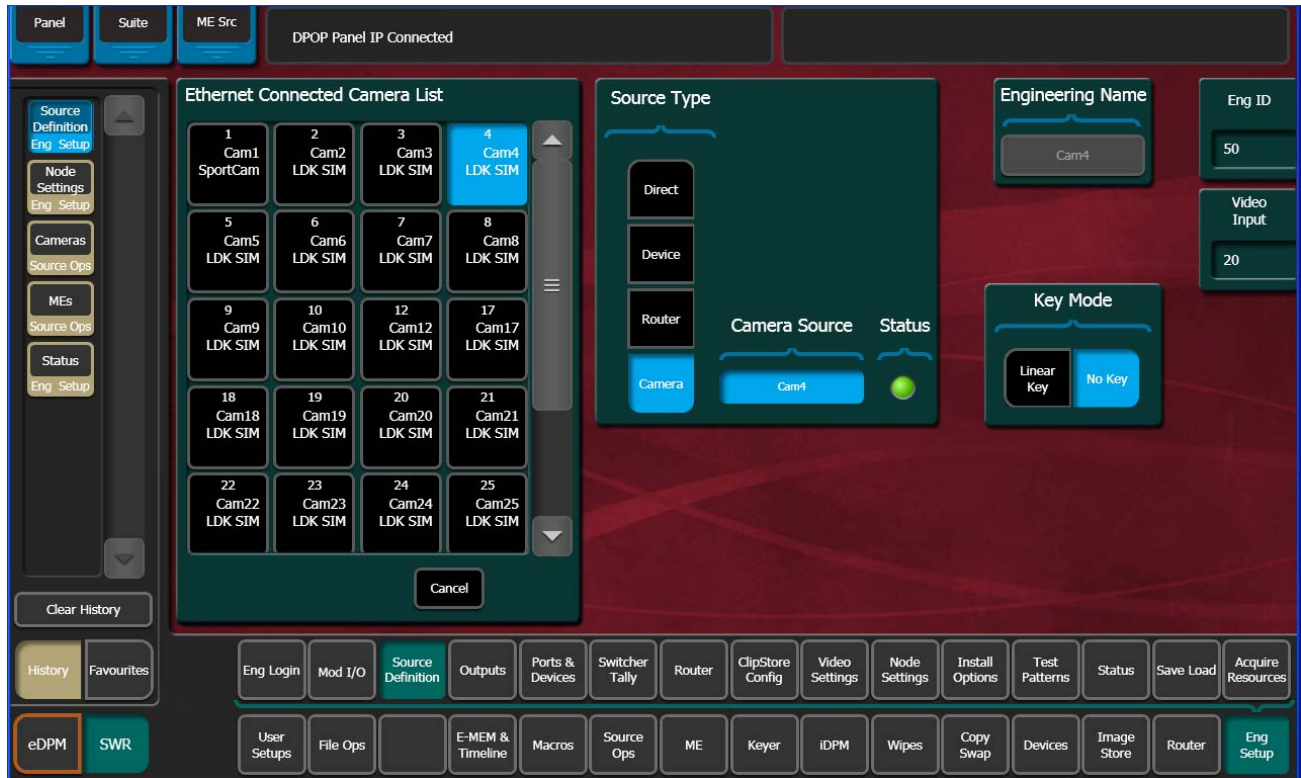 Panel
Suite
ME Src
DPOP Panel IP Connected
Source
Definition
Eng Setup
Node
Settings
Eng Setup
Cameras
Source Ops
MEs
Source Ops
Status
Eng Setup
Clear History
History
Favourites
eDPM
SWR
Ethernet Connected Camera List
1
Cam1
SportCam
2
Cam2
LDK SIM
3
Cam3
LDK SIM
4
Cam4
LDK SIM
5
Cam5
LDK SIM
6
Cam6
LDK SIM
7
Cam7
LDK SIM
8
Cam8
LDK SIM
9
Cam9
LDK SIM
10
Cam10
LDK SIM
12
Cam12
LDK SIM
17
Cam17
LDK SIM
18
Cam18
LDK SIM
19
Cam19
LDK SIM
20
Cam20
LDK SIM
21
Cam21
LDK SIM
22
Cam22
LDK SIM
23
Cam23
LDK SIM
24
Cam24
LDK SIM
25
Cam25
LDK SIM
Cancel
Source Type
Direct
Device
Router
Camera
Camera Source
Cam4
Status
Engineering Name
Cam4
Eng ID
50
Video
Input
20
Key Mode
Linear
Key
No Key
Eng Login
Mod I/O
Source
Definition
Outputs
Ports &
Devices
Switcher
Tally
Router
ClipStore
Config
Video
Settings
Node
Settings
Install
Options
Test
Patterns
Status
Save Load
Acquire
Resources
User
Setups
File Ops
E-MEM &
Timeline
Macros
Source
Ops
ME
Keyer
iDPM
Wipes
Copy
Swap
Devices
Image
Store
Router
Eng
Setup